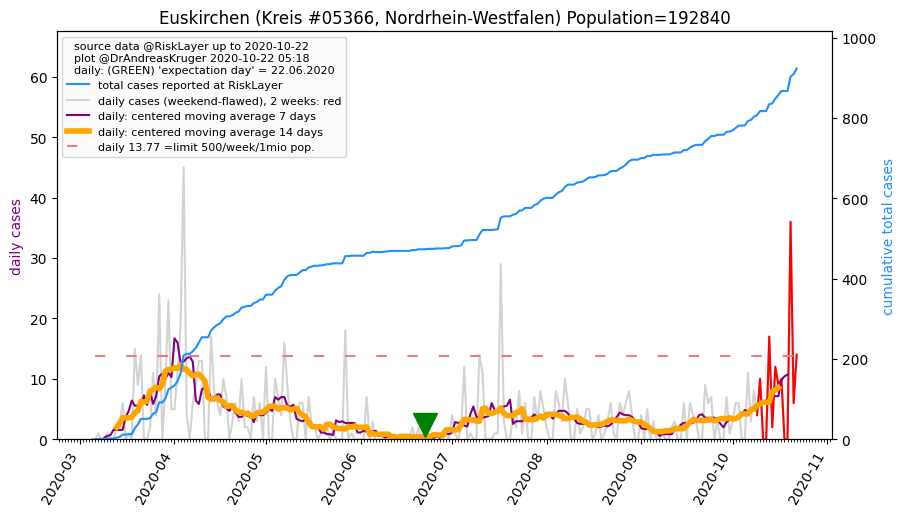 Euskirchen (Kreis #05366, Nordrhein-Westfalen) Population=192840
source data @RiskLayer up to 2020-10-22
plot @DrAndreasKruger 2020-10-22 05:18
daily: (GREEN) 'expectation day' = 22.06.2020
total cases reported at RiskLayer
daily cases (weekend-flawed), 2 weeks: red
daily: centered moving average 7 days
daily: centered moving average 14 days
daily 13.77 =limit 500/week/1mio pop.
daily cases
60
50
40
30
20
10
0
cumulative total cases
1000
800
600
400
200
0
2020-03
2020-04
2020-05
2020-06
2020-07
2020-08
2020-09
2020-10
2020-11